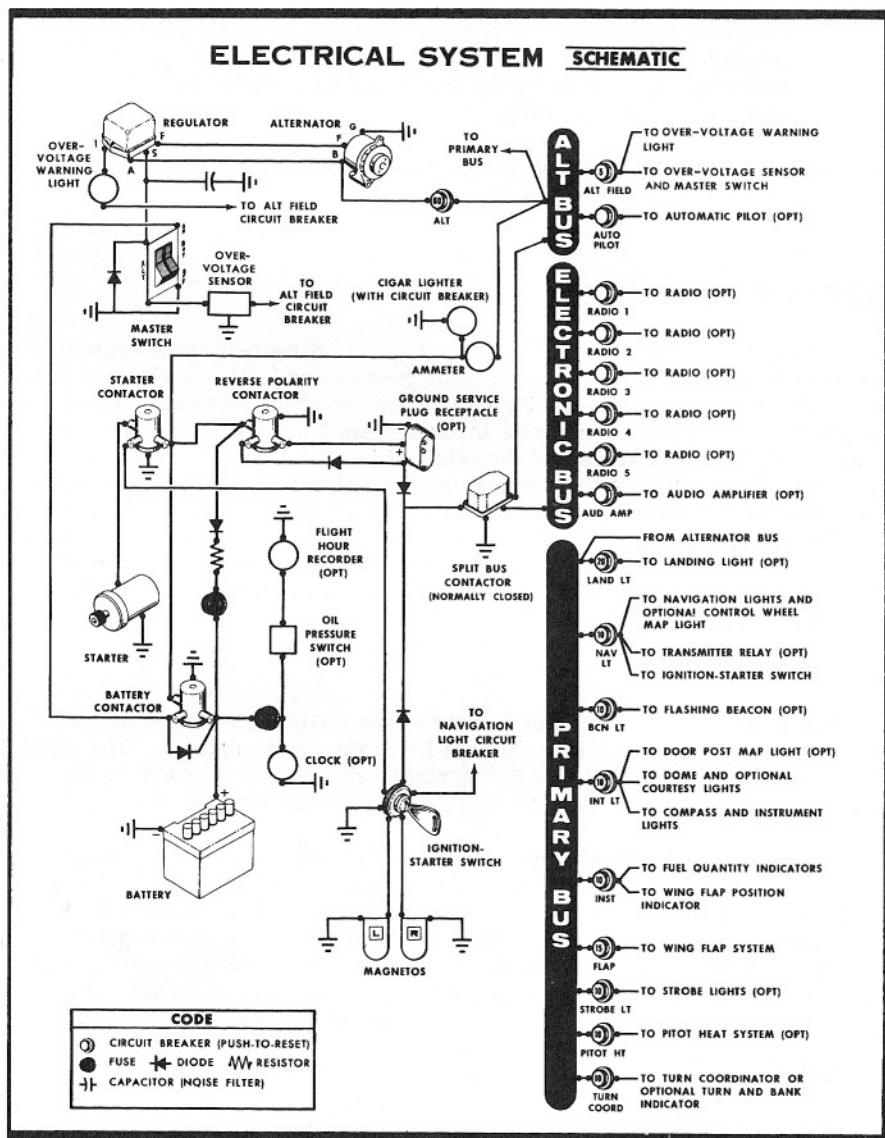 ELECTRICAL SYSTEM SCHEMATIC
REGULATOR
ALTERNATOR
G
F
F
I
S
A
B
OVER-
VOLTAGE
WARNING
LIGHT
TO ALT FIELD
CIRCUIT BREAKER
TO
PRIMARY
BUS
60
ALT
ALT
MASTER
SWITCH
OVER-
VOLTAGE
SENSOR
TO
ALT FIELD
CIRCUIT
BREAKER
CIGAR LIGHTER
(WITH CIRCUIT BREAKER)
AMMETER
STARTER
CONTACTOR
REVERSE POLARITY
CONTACTOR
GROUND SERVICE
PLUG RECEPTACLE
(OPT)
-
+
FLIGHT
HOUR
RECORDER
(OPT)
SPLIT BUS
CONTACTOR
(NORMALLY CLOSED)
STARTER
OIL
PRESSURE
SWITCH
(OPT)
BATTERY
CONTACTOR
CLOCK (OPT)
TO
NAVIGATION
LIGHT CIRCUIT
BREAKER
+
-
BATTERY
IGNITION-
STARTER SWITCH
L
R
MAGNETOS
ALT BUS
5
ALT FIELD
TO OVER-VOLTAGE WARNING
LIGHT
TO OVER-VOLTAGE SENSOR
AND MASTER SWITCH
AUTO
PILOT
TO AUTOMATIC PILOT (OPT)
ELECTRONIC BUS
RADIO 1
TO RADIO (OPT)
RADIO 2
TO RADIO (OPT)
RADIO 3
TO RADIO (OPT)
RADIO 4
TO RADIO (OPT)
RADIO 5
TO RADIO (OPT)
AUD AMP
TO AUDIO AMPLIFIER (OPT)
PRIMARY BUS
FROM ALTERNATOR BUS
20
LAND LT
TO LANDING LIGHT (OPT)
10
NAV
LT
TO NAVIGATION LIGHTS AND
OPTIONAL CONTROL WHEEL
MAP LIGHT
TO TRANSMITTER RELAY (OPT)
TO IGNITION-STARTER SWITCH
10
BCN LT
TO FLASHING BEACON (OPT)
10
INT LT
TO DOOR POST MAP LIGHT (OPT)
TO DOME AND OPTIONAL
COURTESY LIGHTS
TO COMPASS AND INSTRUMENT
LIGHTS
10
INST
TO FUEL QUANTITY INDICATORS
TO WING FLAP POSITION
INDICATOR
15
FLAP
TO WING FLAP SYSTEM
10
STROBE LT
TO STROBE LIGHTS (OPT)
10
PITOT HT
TO PITOT HEAT SYSTEM (OPT)
10
TURN
COORD
TO TURN COORDINATOR OR
OPTIONAL TURN AND BANK
INDICATOR
CODE
CIRCUIT BREAKER (PUSH-TO-RESET)
FUSE DIODE RESISTOR
CAPACITOR (NOISE FILTER)